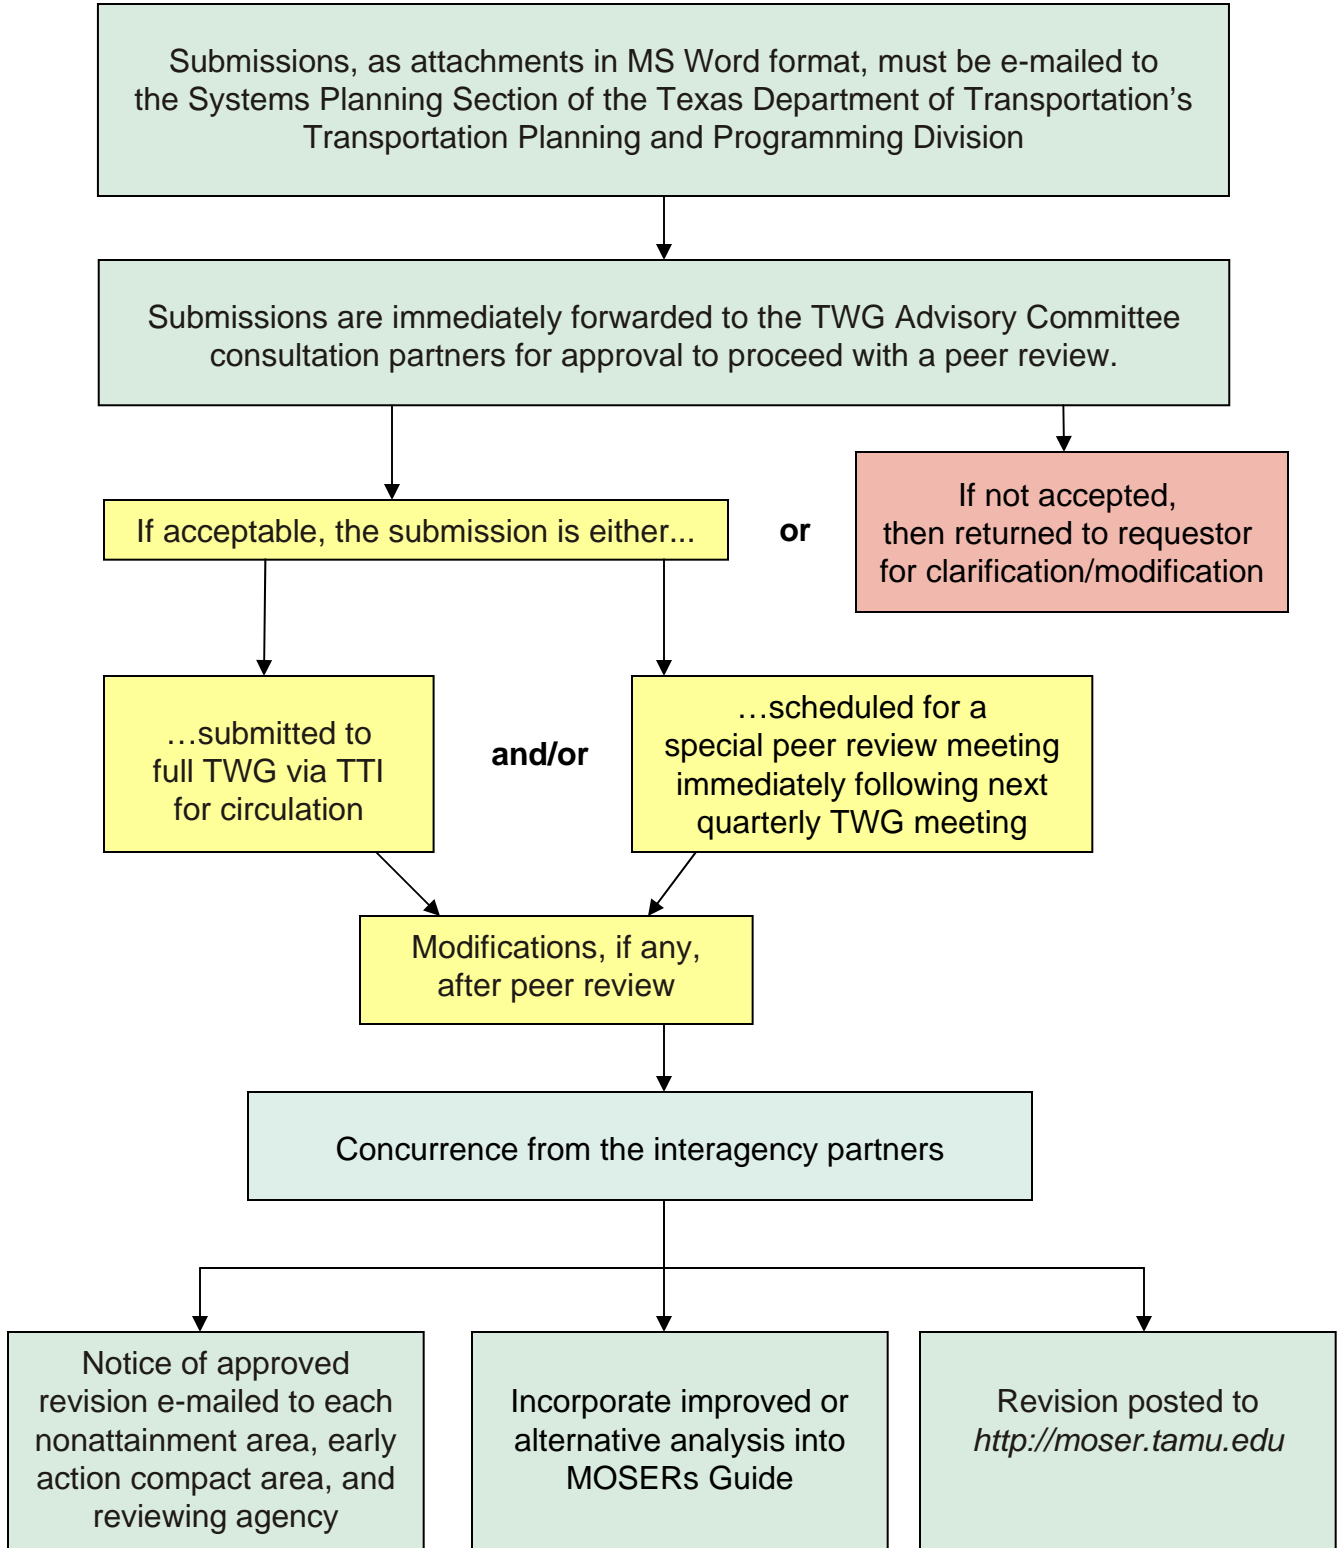 Submissions, as attachments in MS Word format, must be e-mailed to
the Systems Planning Section of the Texas Department of Transportation’s
Transportation Planning and Programming Division
Submissions are immediately forwarded to the TWG Advisory Committee
consultation partners for approval to proceed with a peer review.
If acceptable, the submission is either...
or
If not accepted,
then returned to requestor
for clarification/modification
…submitted to
full TWG via TTI
for circulation
and/or
…scheduled for a
special peer review meeting
immediately following next
quarterly TWG meeting
Modifications, if any,
after peer review
Concurrence from the interagency partners
Notice of approved
revision e-mailed to each
nonattainment area, early
action compact area, and
reviewing agency
Incorporate improved or
alternative analysis into
MOSERs Guide
Revision posted to
http://moser.tamu.edu